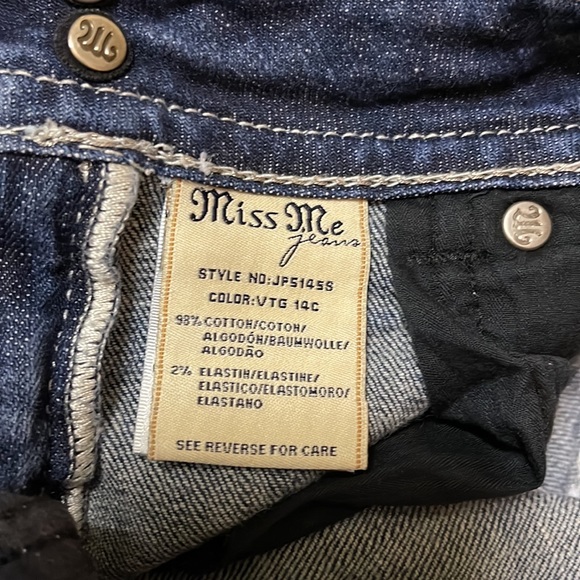 Miss Me
jeans
STYLE NO:JP5145S
COLOR:VTG 14C
98% COTTON/COTON/
ALGODÓN/BAUMWOLLE/
ALGODÃO
2% ELASTIN/ELASTINE/
ELASTICO/ELASTOMORO/
ELASTANO
SEE REVERSE FOR CARE